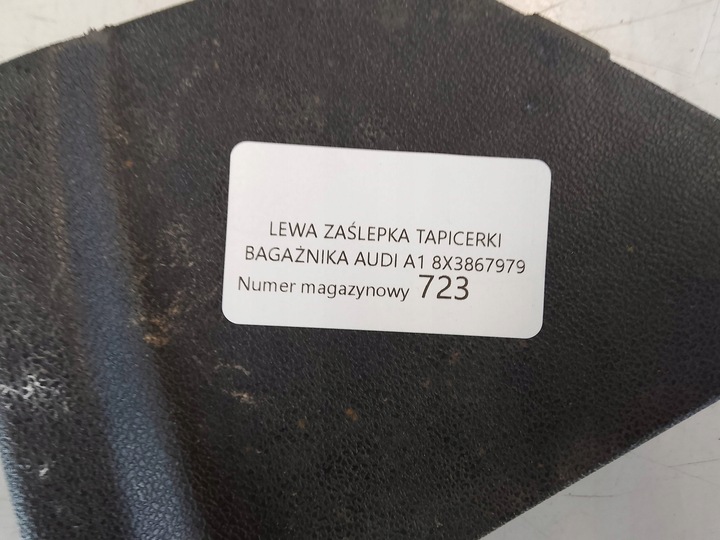 LEWA ZAŚLEPKA TAPICERKI
BAGAŻNIKA AUDI A1 8X3867979
Numer magazynowy 723